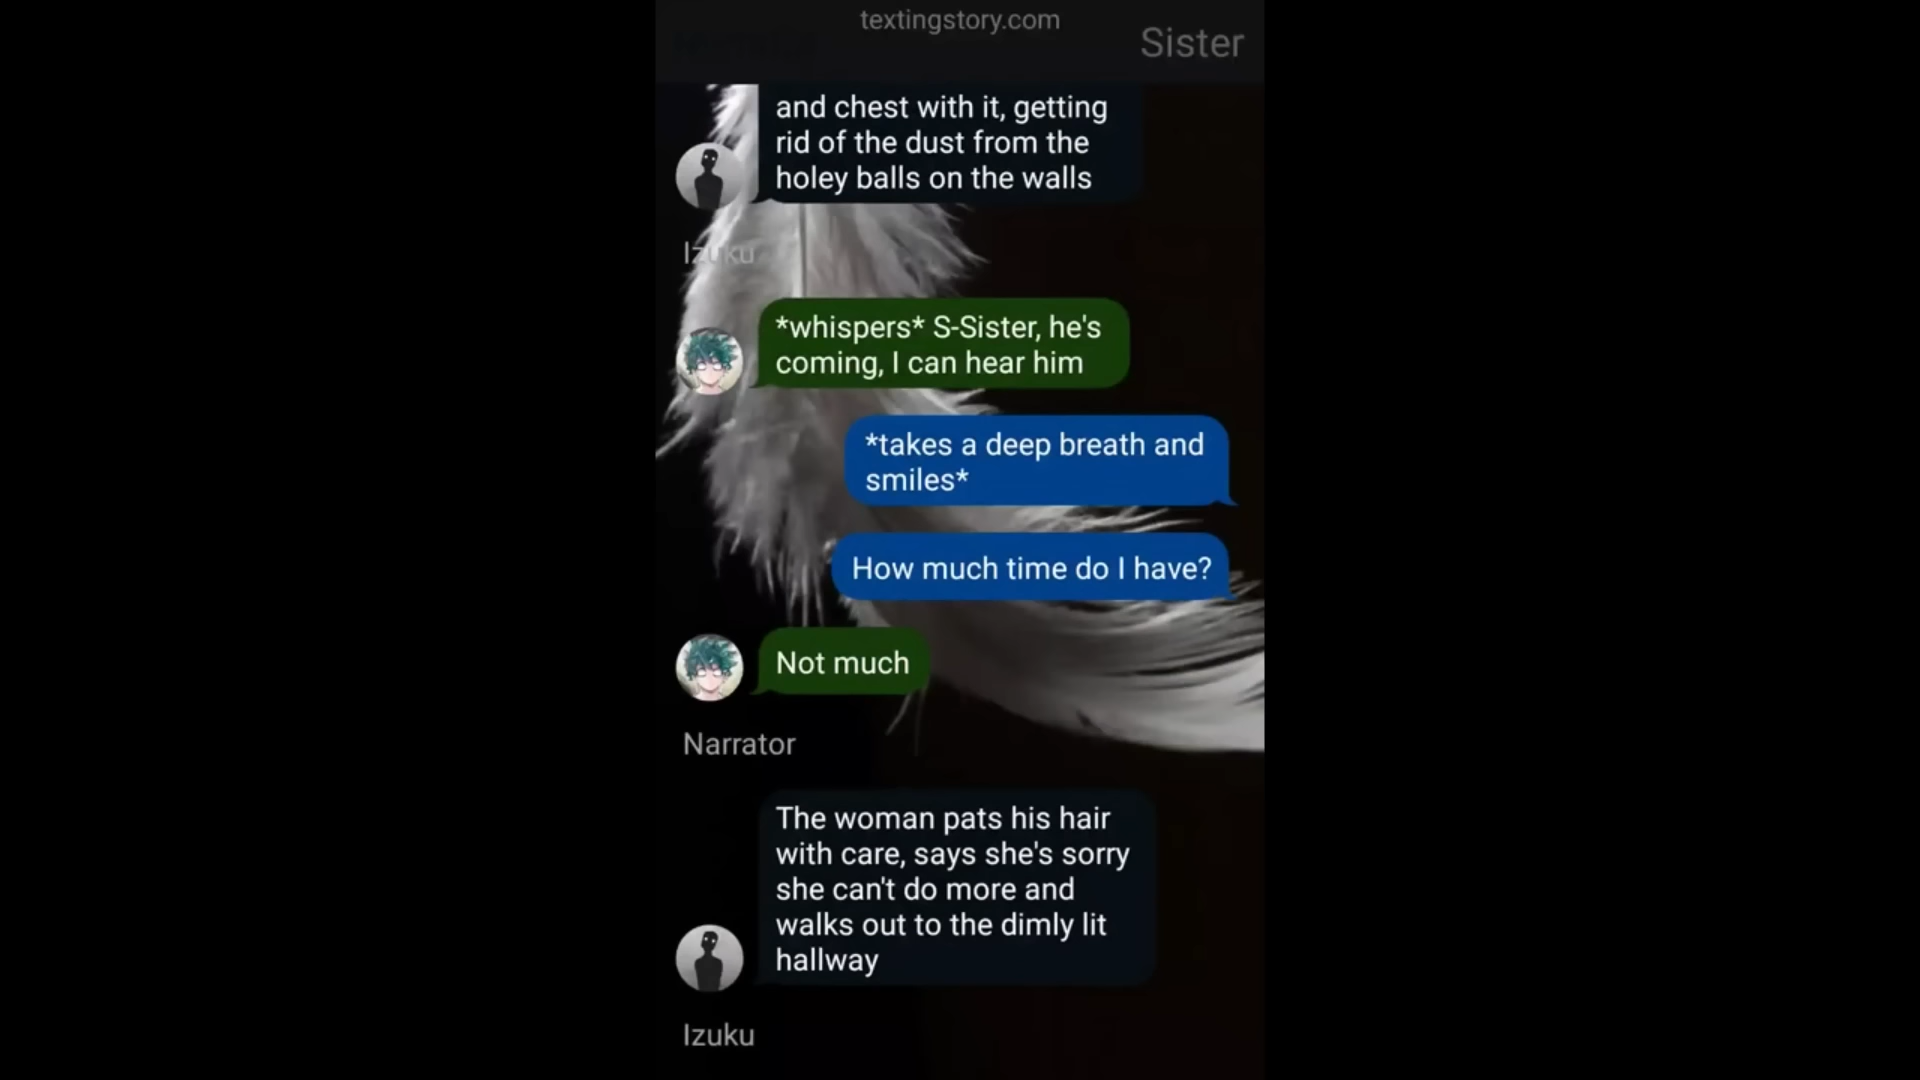 textingstory.com
Sister
and chest with it, getting
rid of the dust from the
holey balls on the walls
Izuku
*whispers* S-Sister, he's
coming, I can hear him
*takes a deep breath and
smiles*
How much time do I have?
Not much
Narrator
The woman pats his hair
with care, says she's sorry
she can't do more and
walks out to the dimly lit
hallway
Izuku